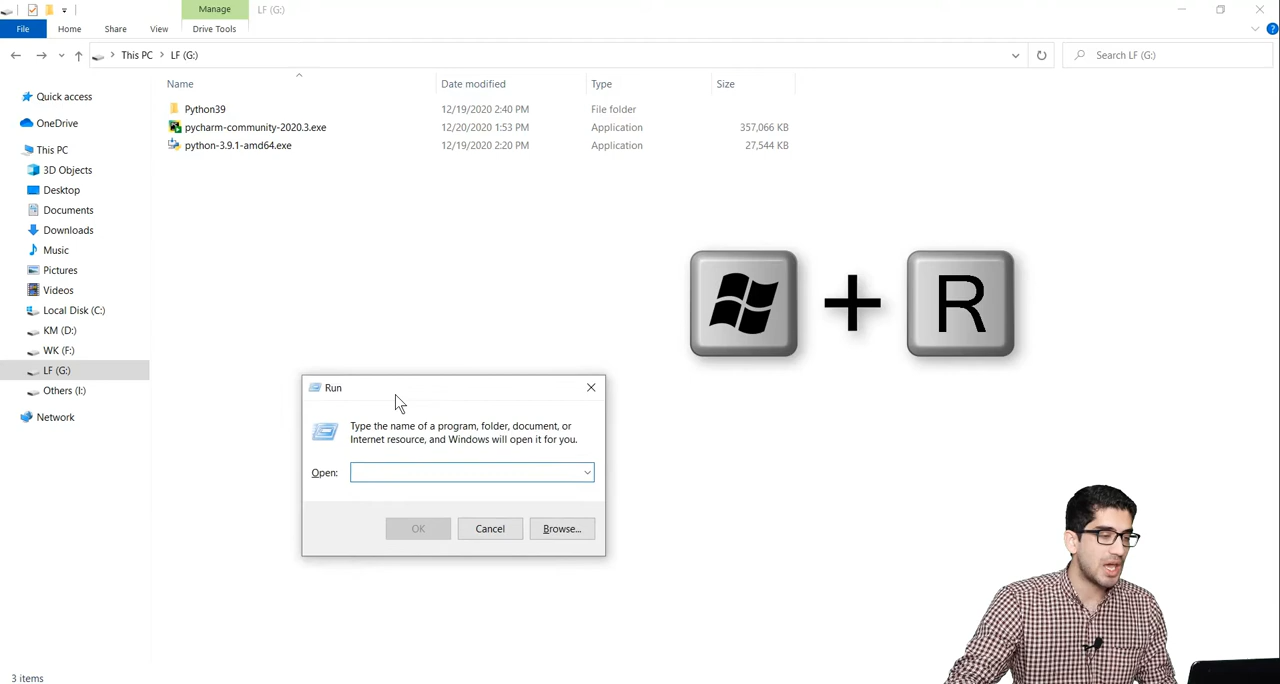 Manage
LF (G:)
File
Home
Share
View
Drive Tools
This PC > LF (G:)
Search LF (G:)
Name
Date modified
Type
Size
Quick access
OneDrive
This PC
3D Objects
Desktop
Documents
Downloads
Music
Pictures
Videos
Local Disk (C:)
KM (D:)
WK (F:)
LF (G:)
Others (I:)
Network
Python39 12/19/2020 2:40 PM File folder
pycharm-community-2020.3.exe 12/20/2020 1:53 PM Application 357,066 KB
python-3.9.1-amd64.exe 12/19/2020 2:20 PM Application 27,544 KB
+ R
Run
Type the name of a program, folder, document, or
Internet resource, and Windows will open it for you.
Open:
OK
Cancel
Browse...
3 items